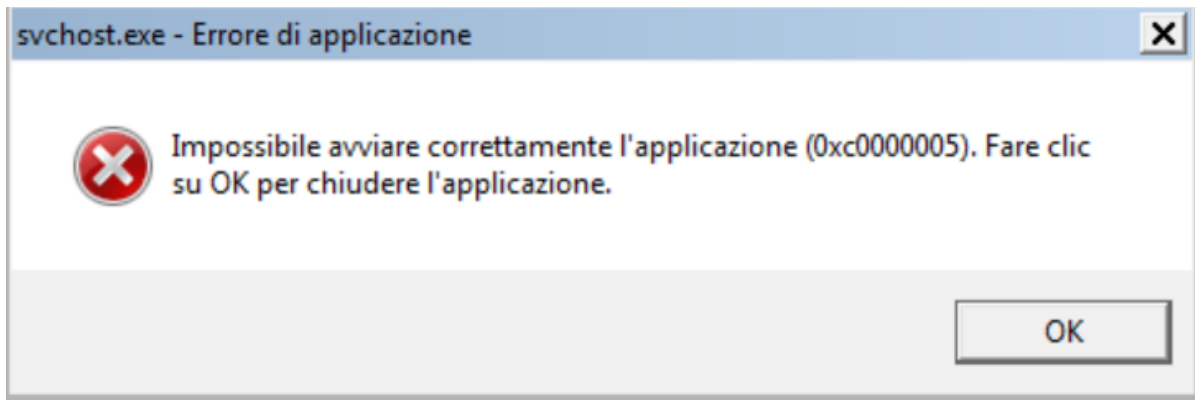 svchost.exe - Errore di applicazione
Impossibile avviare correttamente l'applicazione (0xc0000005). Fare clic
su OK per chiudere l'applicazione.
OK